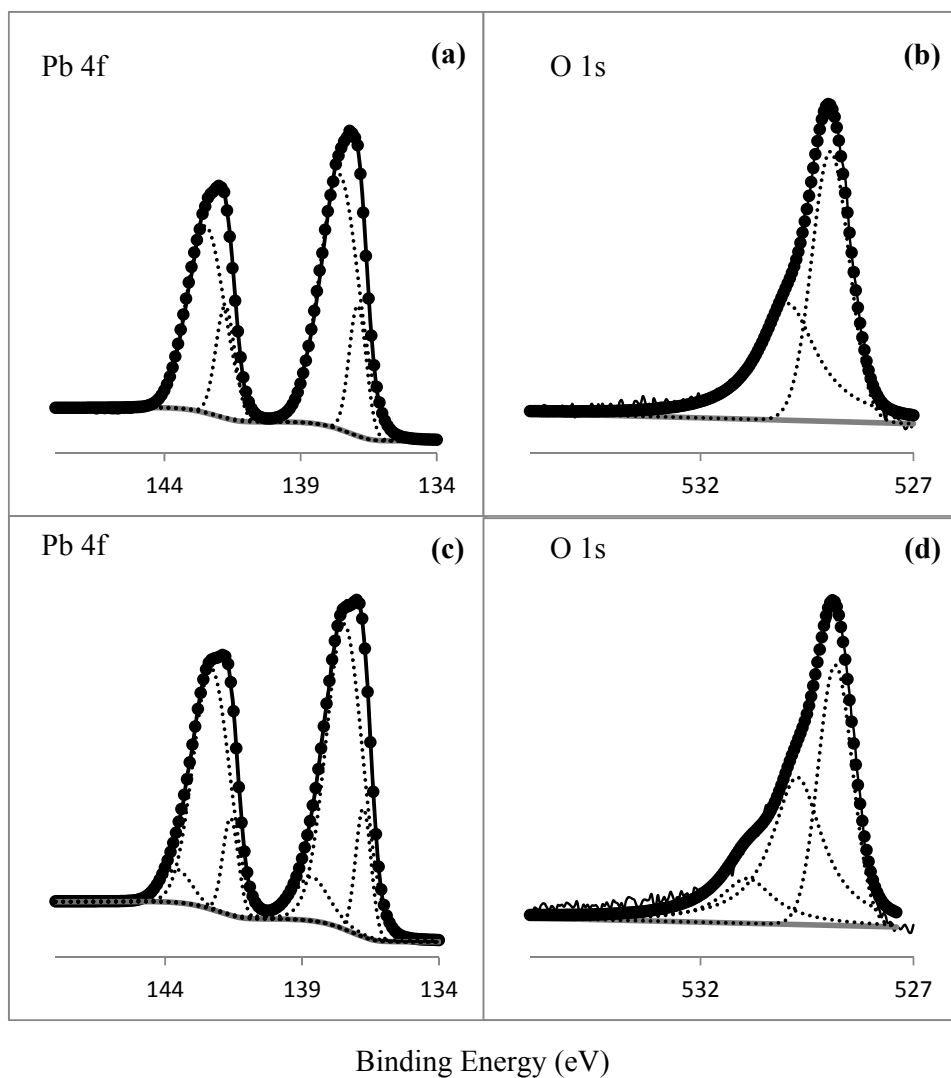 Pb 4f (a)
O 1s (b)
144 139 134
532 527
Pb 4f (c)
O 1s (d)
144 139 134
532 527
Binding Energy (eV)